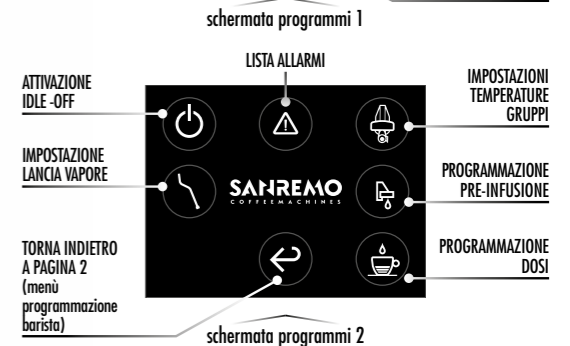 schermata programmi 1
LISTA ALLARMI
ATTIVAZIONE
IDLE -OFF
IMPOSTAZIONI
TEMPERATURE
GRUPPI
IMPOSTAZIONE
LANCIA VAPORE
SANREMO
COFFEEMACHINES
PROGRAMMAZIONE
PRE-INFUSIONE
TORNA INDIETRO
A PAGINA 2
(menù
programmazione
barista)
PROGRAMMAZIONE
DOSI
schermata programmi 2